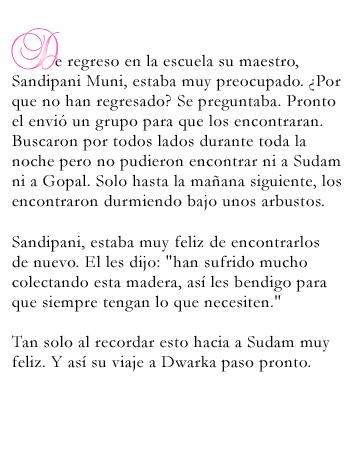 De regreso en la escuela su maestro,
Sandipani Muni, estaba muy preocupado. ¿Por
que no han regresado? Se preguntaba. Pronto
el envió un grupo para que los encontraran.
Buscaron por todos lados durante toda la
noche pero no pudieron encontrar ni a Sudam
ni a Gopal. Solo hasta la mañana siguiente, los
encontraron durmiendo bajo unos arbustos.
Sandipani, estaba muy feliz de encontrarlos
de nuevo. El les dijo: "han sufrido mucho
colectando esta madera, así les bendigo para
que siempre tengan lo que necesiten."
Tan solo al recordar esto hacia a Sudam muy
feliz. Y así su viaje a Dwarka paso pronto.